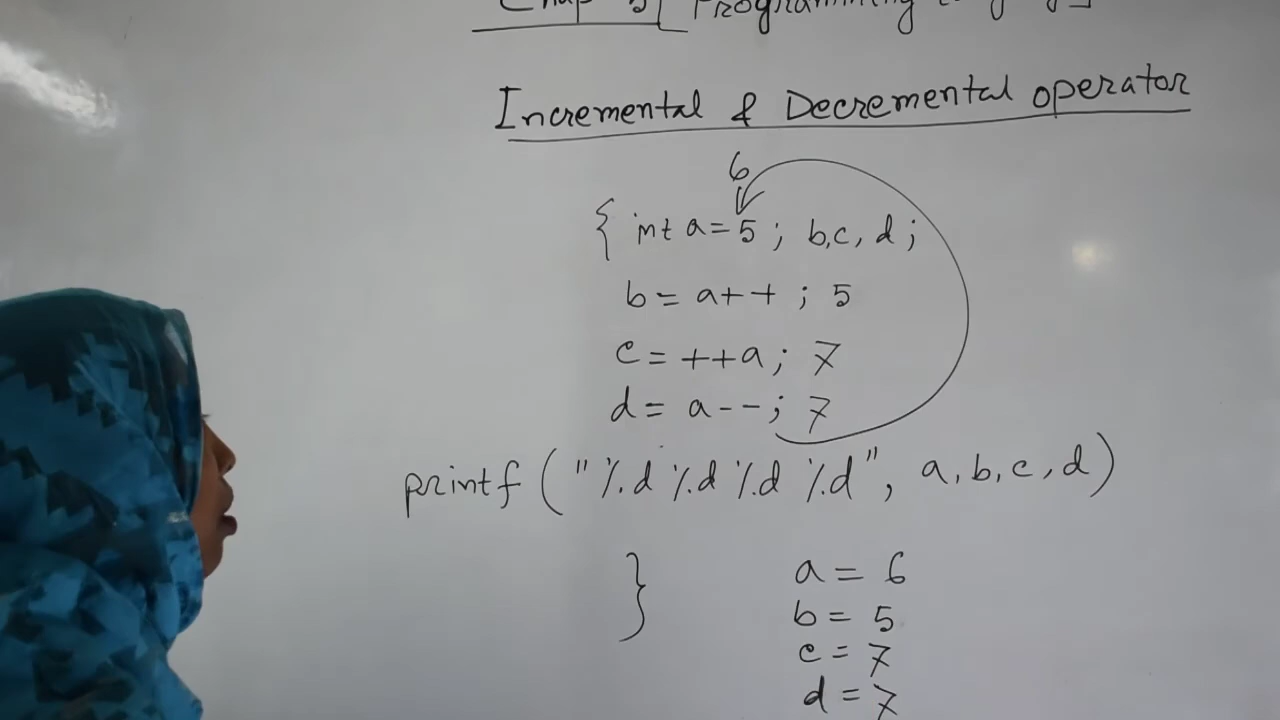 Incremental & Decremental operator
6
{ int a = 5 ; b,c, d ;
b = a++ ; 5
c = ++a ; 7
d = a-- ; 7
printf ( " %d %d %d %d " , a, b, c, d )
}
a = 6
b = 5
c = 7
d = 7